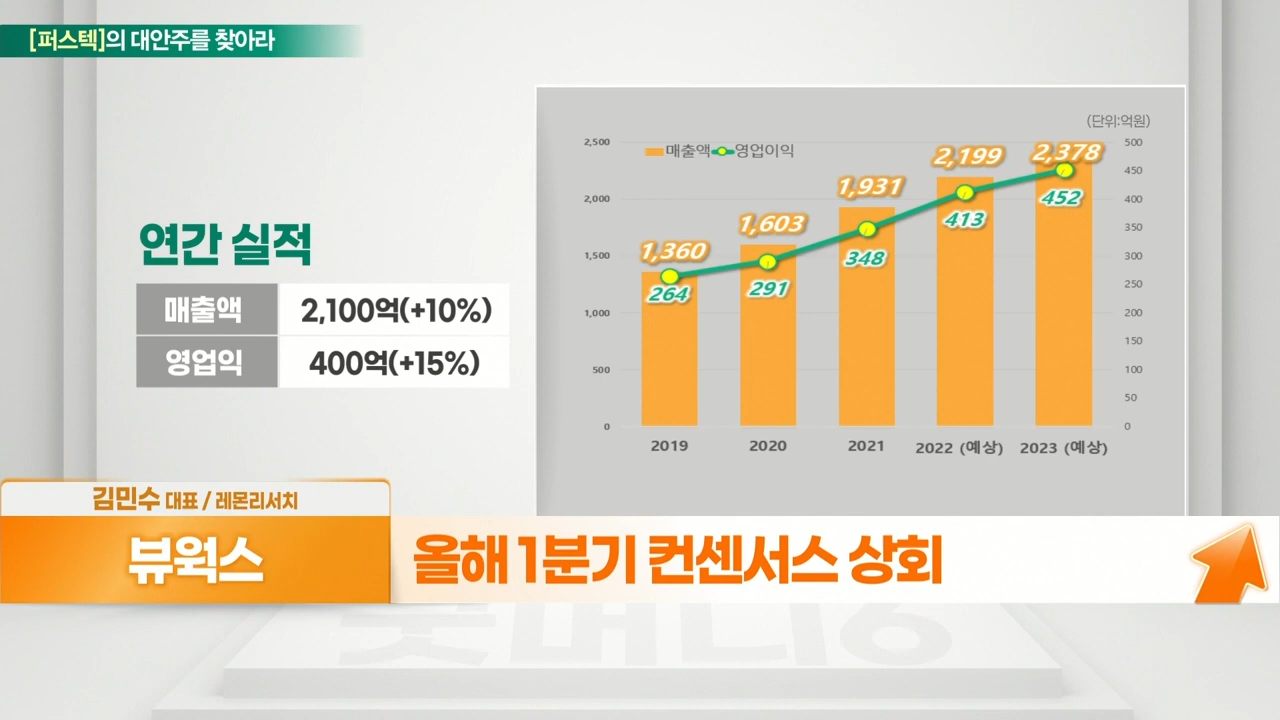 [퍼스텍]의 대안주를 찾아라
(단위:억원)
매출액 영업이익
2,500
2,000
1,500
1,000
500
0
500
450
400
350
300
250
200
150
100
50
0
1,360
1,603
1,931
2,199
2,378
264
291
348
413
452
2019
2020
2021
2022 (예상)
2023 (예상)
연간 실적
매출액 2,100억(+10%)
영업익 400억(+15%)
김민수 대표 / 레몬리서치
뷰웍스
올해 1분기 컨센서스 상회